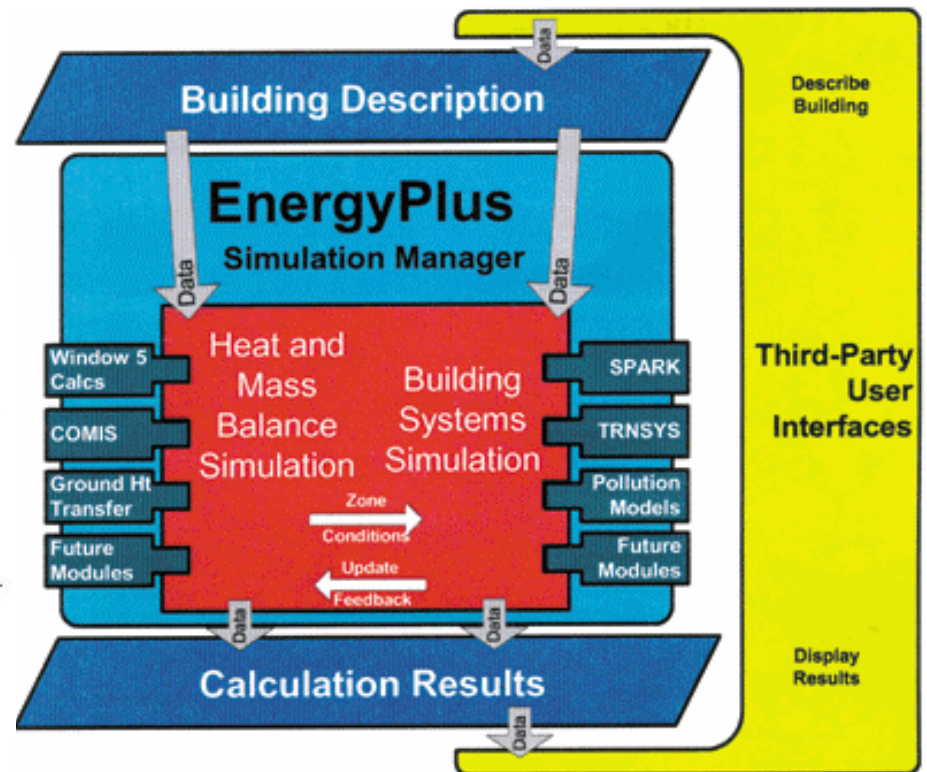 Data
Building Description
Describe
Building
EnergyPlus
Simulation Manager
Data
Data
Window 5
Calcs
COMIS
Ground Ht
Transfer
Future
Modules
Heat and
Mass
Balance
Simulation
Building
Systems
Simulation
Zone
Conditions
Update
Feedback
SPARK
TRNSYS
Pollution
Models
Future
Modules
Third-Party
User
Interfaces
Data
Data
Calculation Results
Display
Results
Data